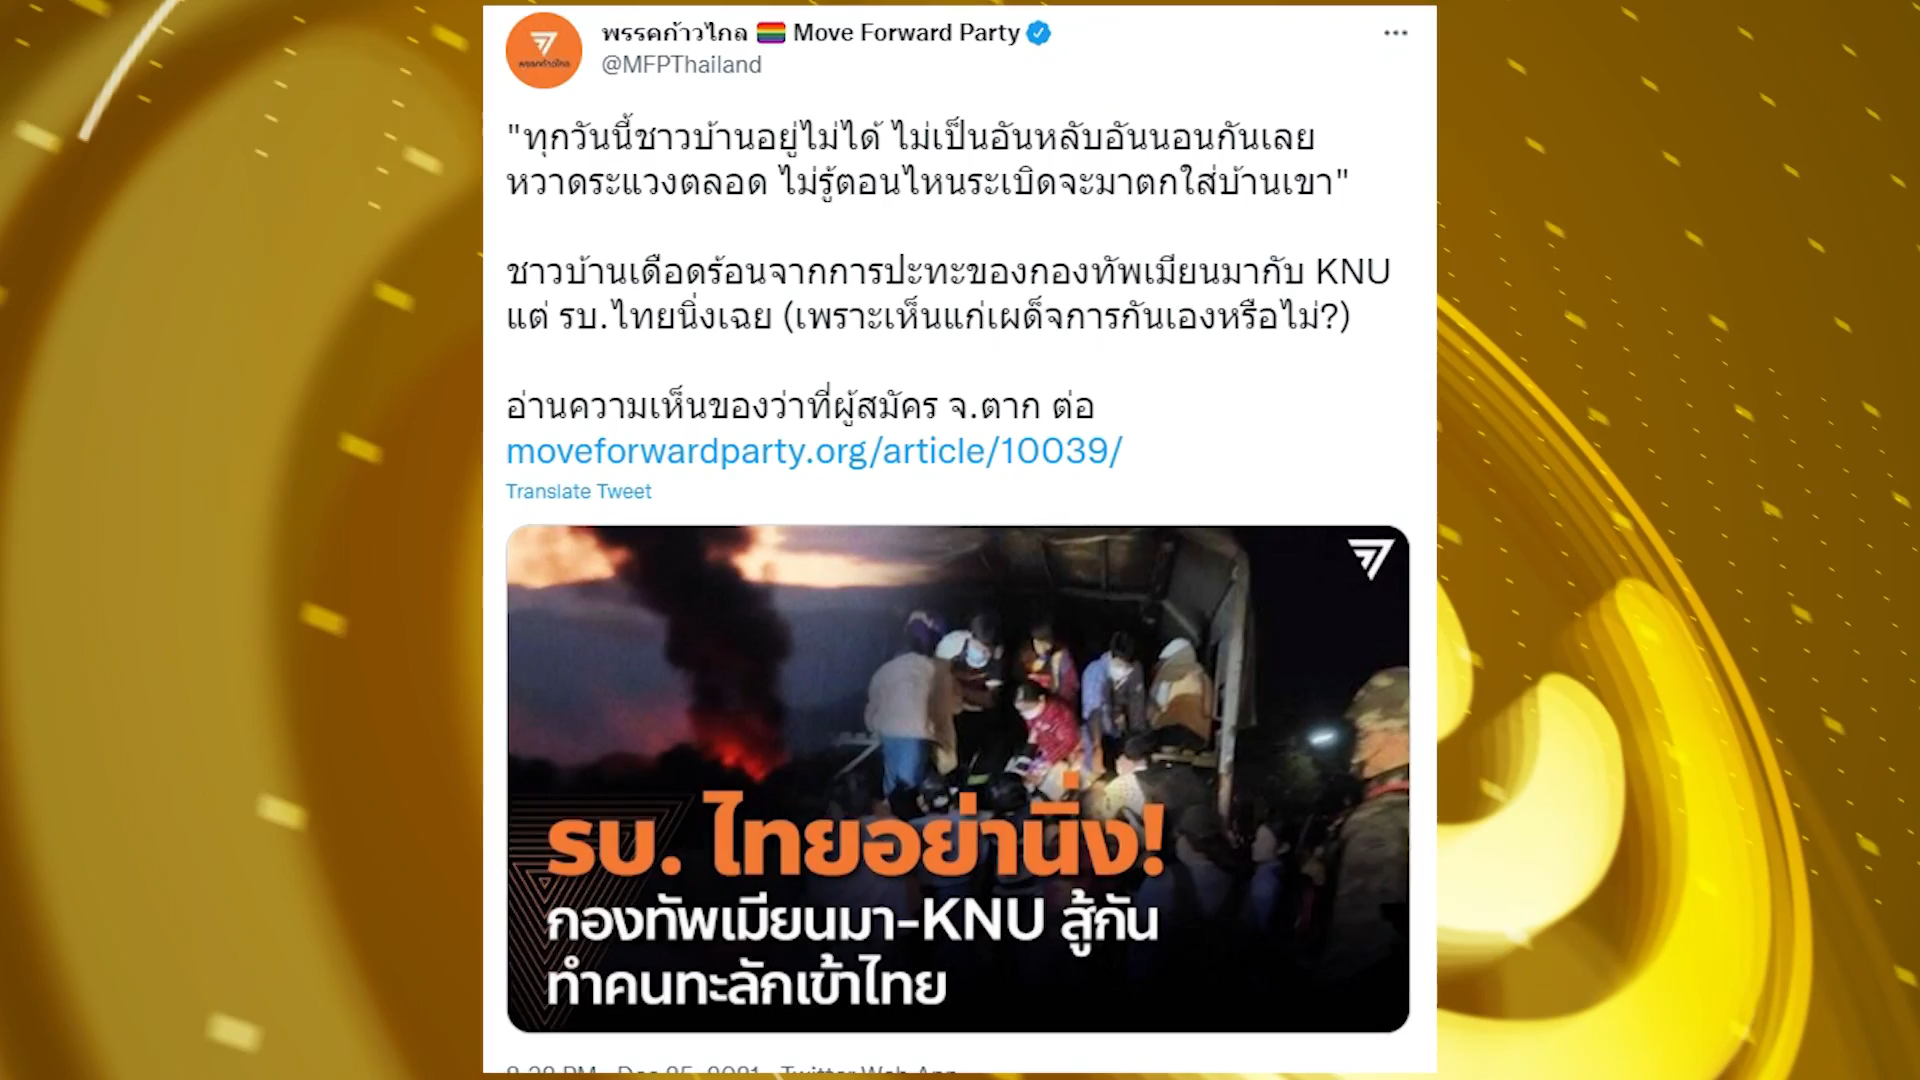 พรรคก้าวไกล 🏳️‍🌈 Move Forward Party
@MFPThailand
"ทุกวันนี้ชาวบ้านอยู่ไม่ได้ ไม่เป็นอันหลับอันนอนกันเลย
หวาดระแวงตลอด ไม่รู้ตอนไหนระเบิดจะมาตกใส่บ้านเขา"
ชาวบ้านเดือดร้อนจากการปะทะของกองทัพเมียนมากับ KNU
แต่ รบ.ไทยนิ่งเฉย (เพราะเห็นแก่เผด็จการกันเองหรือไม่?)
อ่านความเห็นของว่าที่ผู้สมัคร จ.ตาก ต่อ
moveforwardparty.org/article/10039/
Translate Tweet
รบ. ไทยอย่านิ่ง!
กองทัพเมียนมา-KNU สู้กัน
ทำคนทะลักเข้าไทย